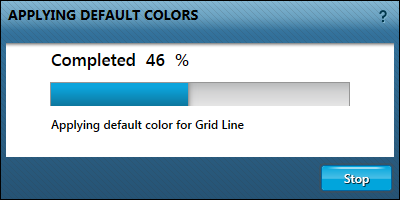 APPLYING DEFAULT COLORS ?
Completed 46 %
Applying default color for Grid Line
Stop